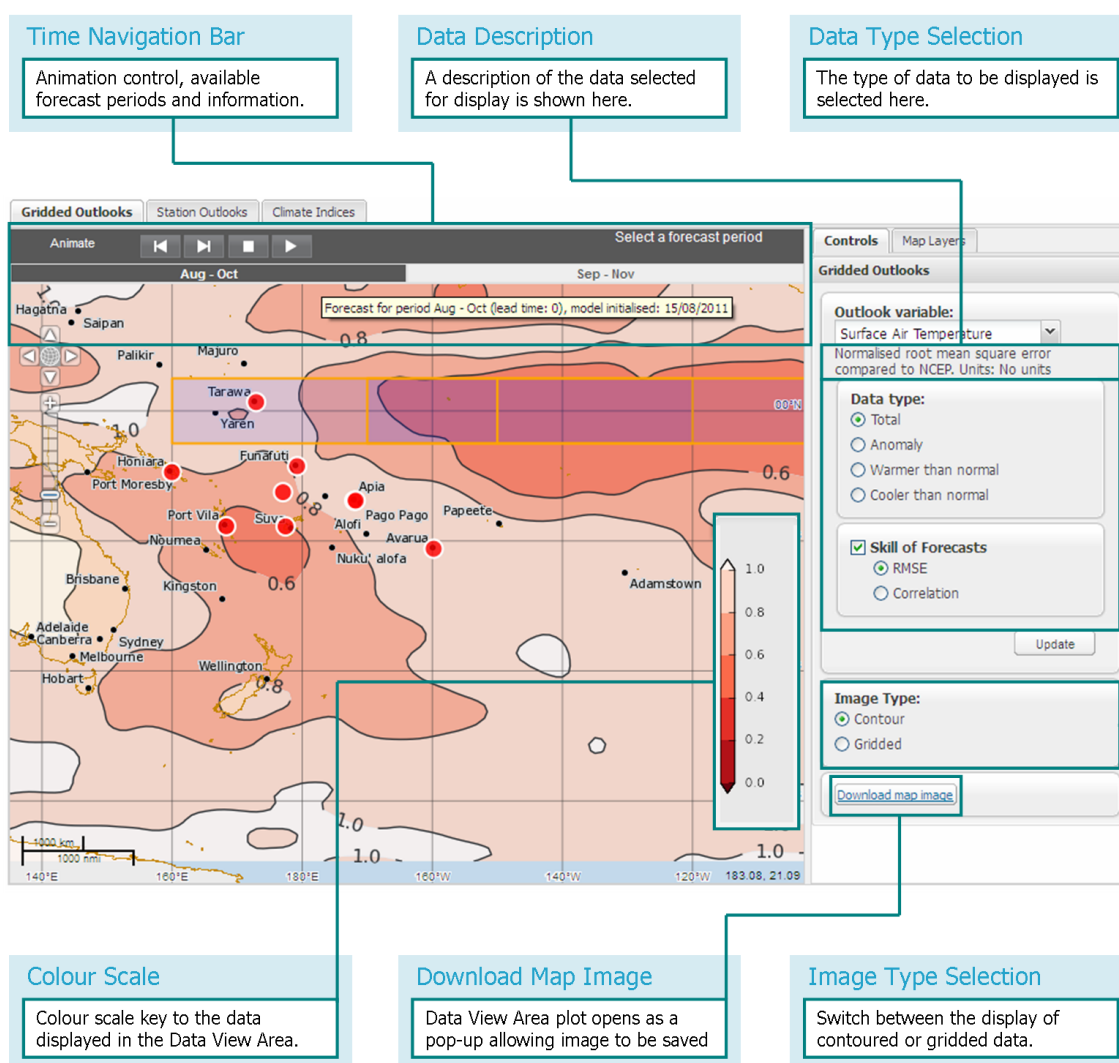 Time Navigation Bar
Animation control, available
forecast periods and information.
Data Description
A description of the data selected
for display is shown here.
Data Type Selection
The type of data to be displayed is
selected here.
Gridded Outlooks
Station Outlooks
Climate Indices
Animate
Select a forecast period
Aug - Oct
Sep - Nov
Forecast for period Aug - Oct (lead time: 0), model initialised: 15/08/2011
Hagatna
Saipan
0.8
Palikir
Majuro
Tarawa
Yaren
00°N
1.0
Honiara
Funafuti
Port Moresby
0.6
0.8
Apia
Port Vila
Suva
Pago Pago
Papeete
Alofi
Avarua
Noumea
Nuku' alofa
Brisbane
Kingston
0.6
Adamstown
Adelaide
Canberra
Sydney
Melbourne
Wellington
Hobart
0.8
1.0
0.8
0.6
0.4
0.2
0.0
1.0
1.0
1.0
1000 km
1000 nmi
140°E
160°E
180°E
160°W
140°W
120°W
183.08, 21.09
Controls
Map Layers
Gridded Outlooks
Outlook variable:
Surface Air Temperature
Normalised root mean square error
compared to NCEP. Units: No units
Data type:
Total
Anomaly
Warmer than normal
Cooler than normal
Skill of Forecasts
RMSE
Correlation
Update
Image Type:
Contour
Gridded
Download map image
Colour Scale
Colour scale key to the data
displayed in the Data View Area.
Download Map Image
Data View Area plot opens as a
pop-up allowing image to be saved
Image Type Selection
Switch between the display of
contoured or gridded data.